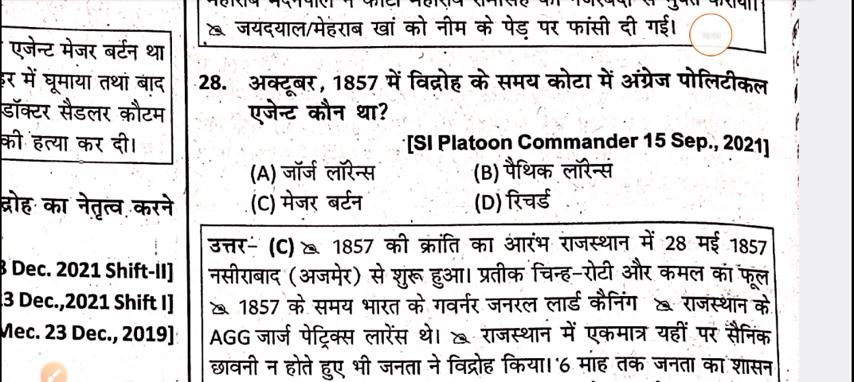 एजेन्ट मेजर बर्टन था
में घूमाया तथा बाद
डॉक्टर सैडलर कौटम
की हत्या कर दी।
द्रोह का नेतृत्व करने
Dec. 2021 Shift-II]
3 Dec.,2021 Shift I]
23 Dec., 2019]
जयदयाल/मेहराब खां को नीम के पेड़ पर फांसी दी गई।
28. अक्टूबर, 1857 में विद्रोह के समय कोटा में अंग्रेज पोलिटीकल
एजेन्ट कौन था?
[SI Platoon Commander 15 Sep., 2021]
(A) जॉर्ज लॉरेन्स (B) पैथिक लॉरेन्स
(C) मेजर बर्टन (D) रिचर्ड
उत्तर- (C) 1857 की क्रांति का आरंभ राजस्थान में 28 मई 1857
नसीराबाद (अजमेर) से शुरू हुआ। प्रतीक चिन्ह-रोटी और कमल का फूल
1857 के समय भारत के गवर्नर जनरल लार्ड कैनिंग राजस्थान के
AGG जार्ज पेट्रिक्स लारेंस थे। राजस्थान में एकमात्र यहीं पर सैनिक
छावनी न होते हुए भी जनता ने विद्रोह किया। 6 माह तक जनता का शासन